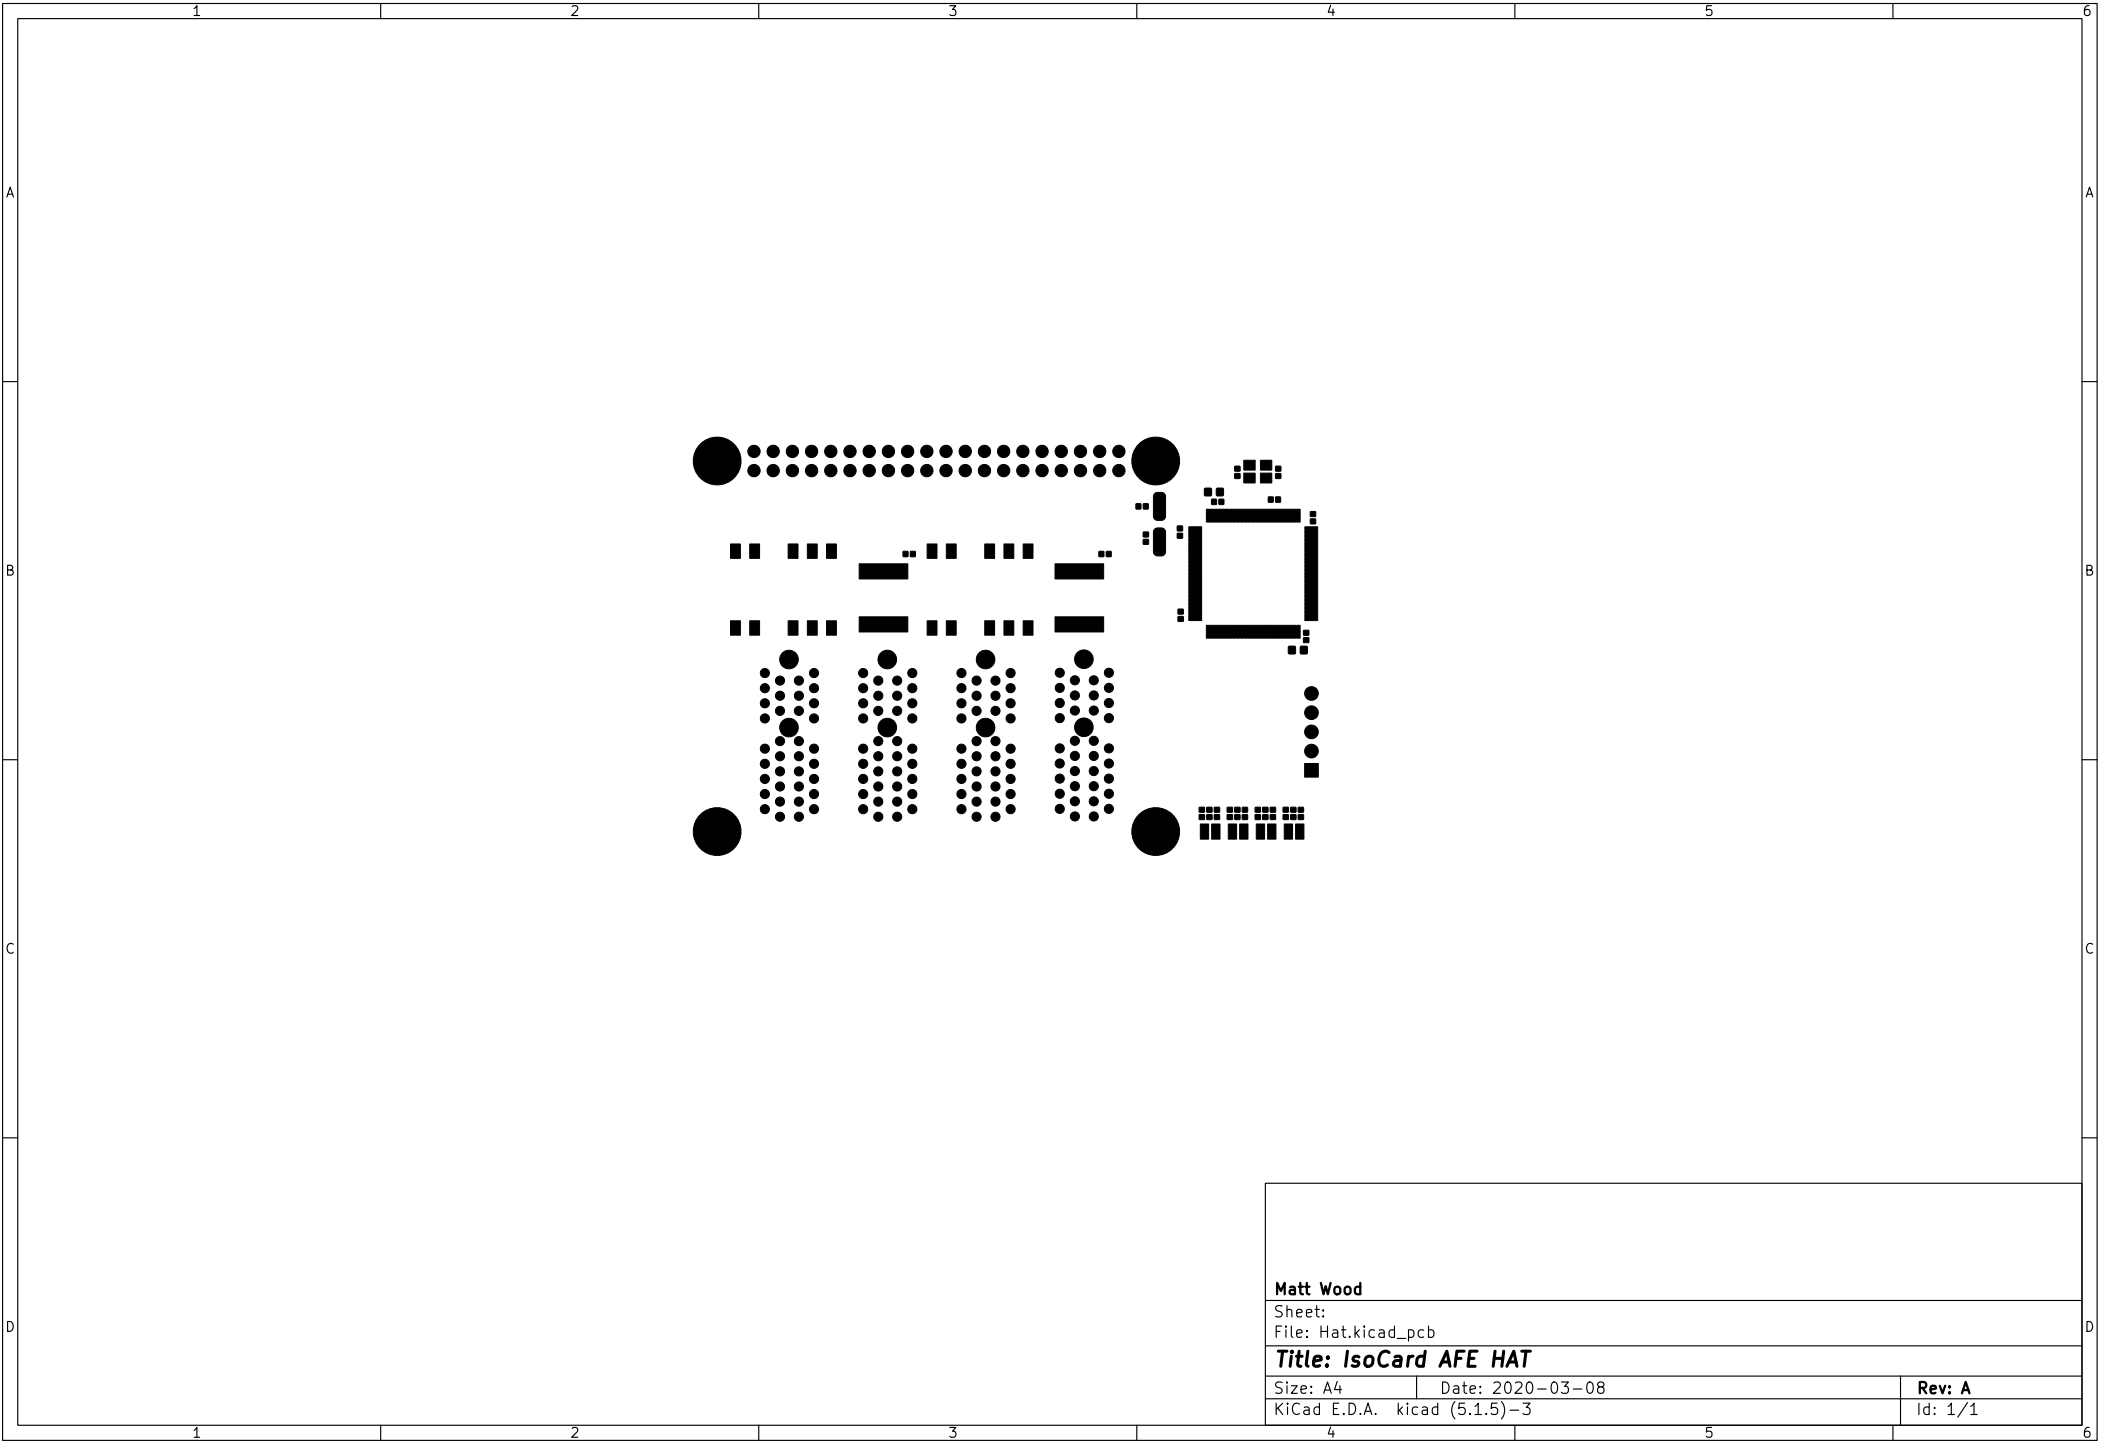 1 2 3 4 5 6
A A
B B
C C
D D
Matt Wood
Sheet:
File: Hat.kicad_pcb
Title: IsoCard AFE HAT
Size: A4 Date: 2020-03-08 Rev: A
KiCad E.D.A. kicad (5.1.5)-3 Id: 1/1
1 2 3 4 5 6